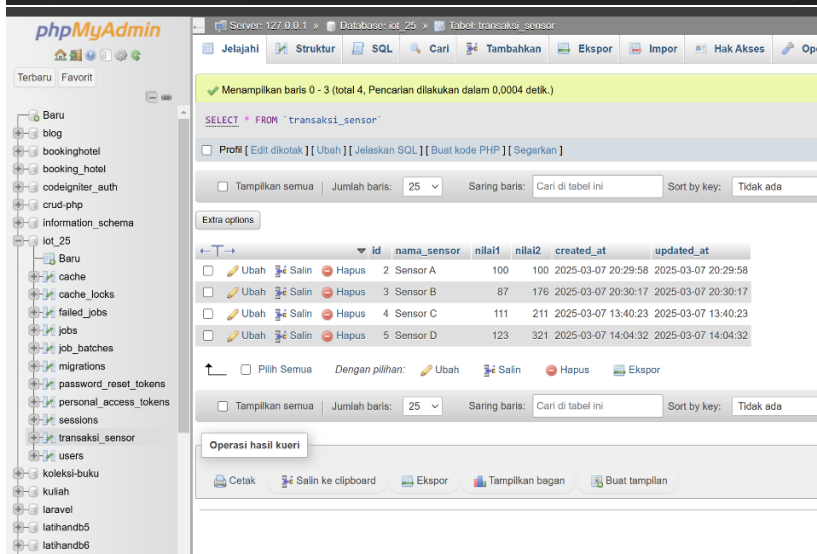 phpMyAdmin
Terbaru Favorit
Baru
blog
bookinghotel
booking_hotel
codeigniter_auth
crud-php
information_schema
iot_25
Baru
cache
cache_locks
failed_jobs
jobs
job_batches
migrations
password_reset_tokens
personal_access_tokens
sessions
transaksi_sensor
users
koleksi-buku
kuliah
laravel
latihandb5
latihandb6
Server: 127.0.0.1 » Database: iot_25 » Tabel: transaksi_sensor
Jelajahi Struktur SQL Cari Tambahkan Ekspor Impor Hak Akses Ope
Menampilkan baris 0 - 3 (total 4, Pencarian dilakukan dalam 0,0004 detik.)
SELECT * FROM `transaksi_sensor`
Profil [ Edit dikotak ] [ Ubah ] [ Jelaskan SQL ] [ Buat kode PHP ] [ Segarkan ]
Tampilkan semua | Jumlah baris: 25 Saring baris: Cari di tabel ini Sort by key: Tidak ada
Extra options
←T→ id nama_sensor nilai1 nilai2 created_at updated_at
Ubah Salin Hapus 2 Sensor A 100 100 2025-03-07 20:29:58 2025-03-07 20:29:58
Ubah Salin Hapus 3 Sensor B 87 176 2025-03-07 20:30:17 2025-03-07 20:30:17
Ubah Salin Hapus 4 Sensor C 111 211 2025-03-07 13:40:23 2025-03-07 13:40:23
Ubah Salin Hapus 5 Sensor D 123 321 2025-03-07 14:04:32 2025-03-07 14:04:32
Pilih Semua Dengan pilihan: Ubah Salin Hapus Ekspor
Tampilkan semua | Jumlah baris: 25 Saring baris: Cari di tabel ini Sort by key: Tidak ada
Operasi hasil kueri
Cetak Salin ke clipboard Ekspor Tampilkan bagan Buat tampilan